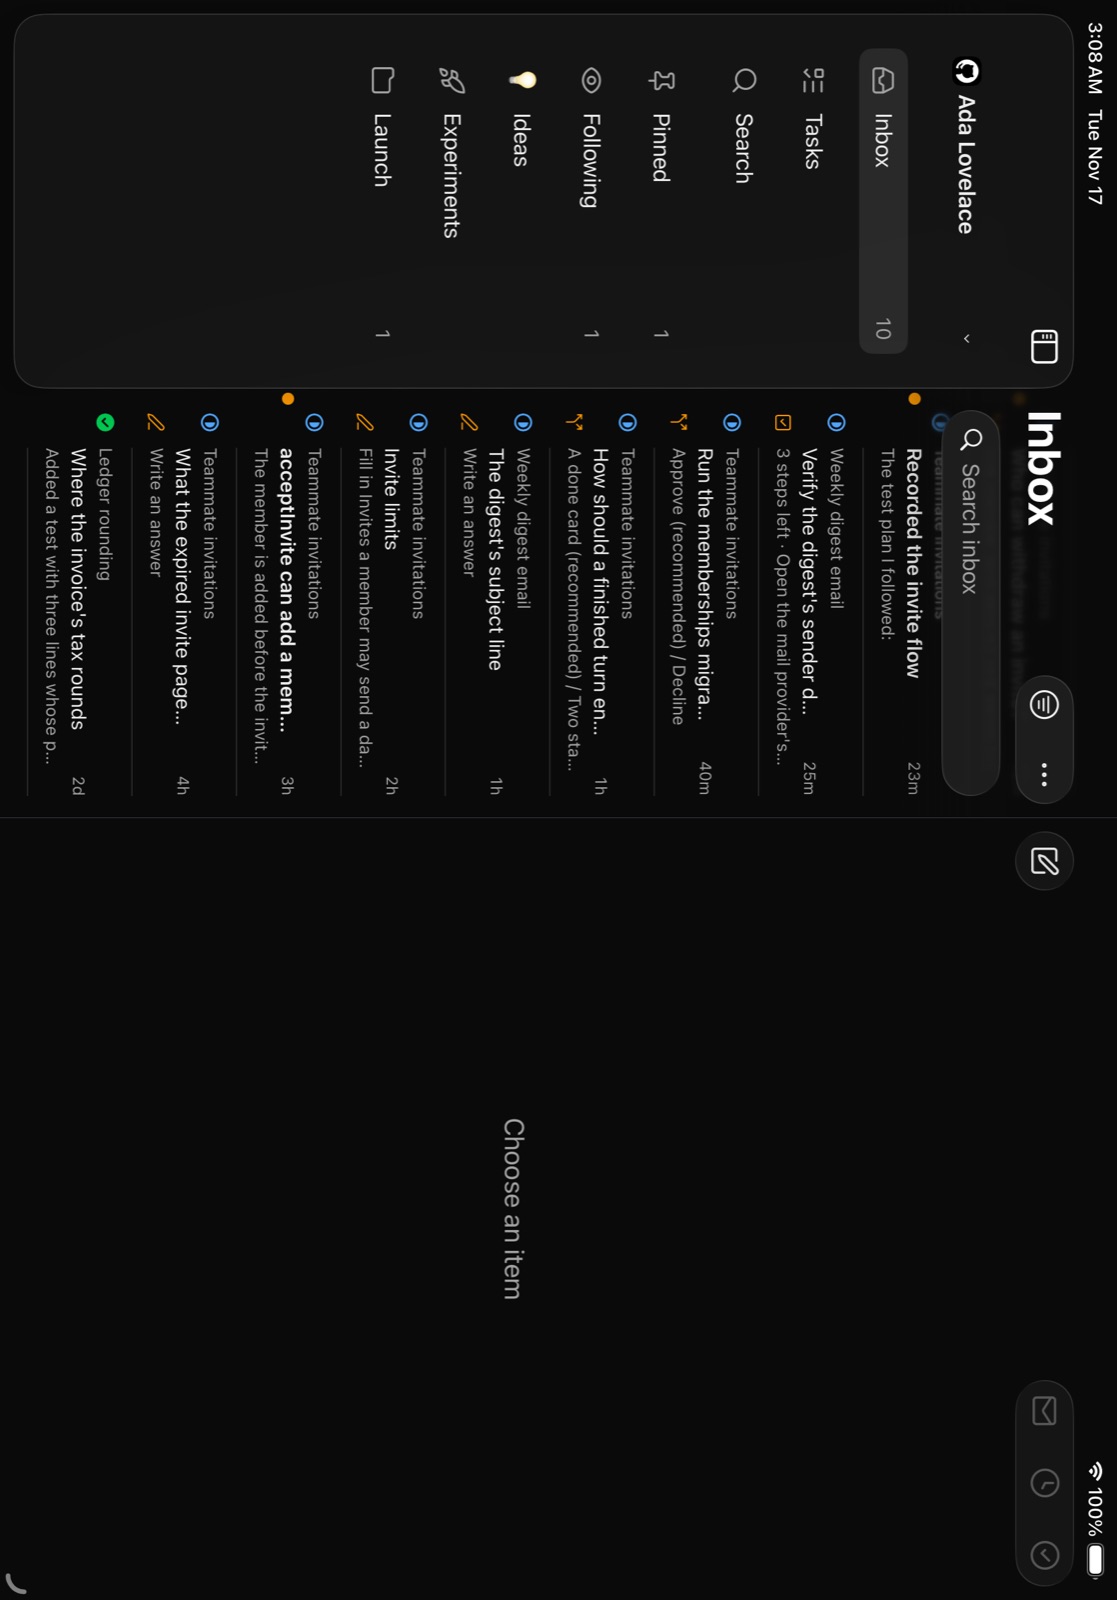 3:08 AM Tue Nov 17
100%
Ada Lovelace
Inbox 10
Tasks
Search
Pinned 1
Following 1
Ideas
Experiments
Launch 1
Inbox
Who can withdraw an
Search inbox
Teammate invitations
Recorded the invite flow 23m
The test plan I followed:
Weekly digest email
Verify the digest's sender d... 25m
3 steps left · Open the mail provider's...
Teammate invitations
Run the memberships migra... 40m
Approve (recommended) / Decline
Teammate invitations
How should a finished turn en... 1h
A done card (recommended) / Two sta...
Weekly digest email
The digest's subject line 1h
Write an answer
Teammate invitations
Invite limits 2h
Fill in Invites a member may send a da...
Teammate invitations
acceptInvite can add a mem... 3h
The member is added before the invit...
Teammate invitations
What the expired invite page... 4h
Write an answer
Ledger rounding
Where the invoice's tax rounds 2d
Added a test with three lines whose p...
Choose an item